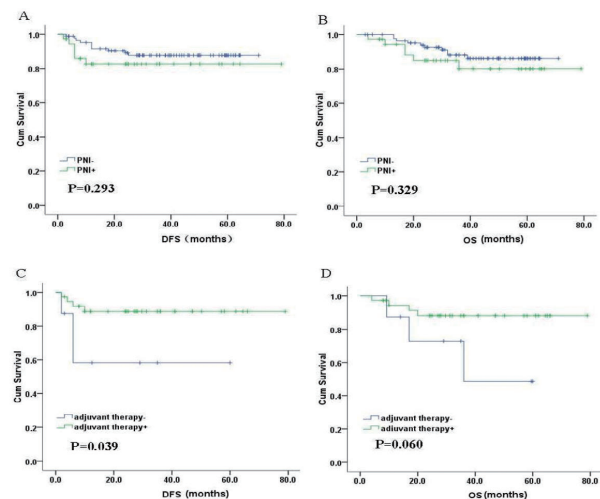 A
Cum Survival
1.0
0.8
0.6
0.4
0.2
0.0
PNI-
PNI+
P=0.293
0.0 20.0 40.0 60.0 80.0
DFS（months）
B
Cum Survival
1.0
0.8
0.6
0.4
0.2
0.0
PNI-
PNI+
P=0.329
0.0 20.0 40.0 60.0 80.0
OS (months)
C
Cum Survival
1.0
0.8
0.6
0.4
0.2
0.0
adjuvant therapy-
adjuvant therapy+
P=0.039
0.0 20.0 40.0 60.0 80.0
DFS (months)
D
Cum Survival
1.0
0.8
0.6
0.4
0.2
0.0
adjuvant therapy-
adjuvant therapy+
P=0.060
0.0 20.0 40.0 60.0 80.0
OS (months)